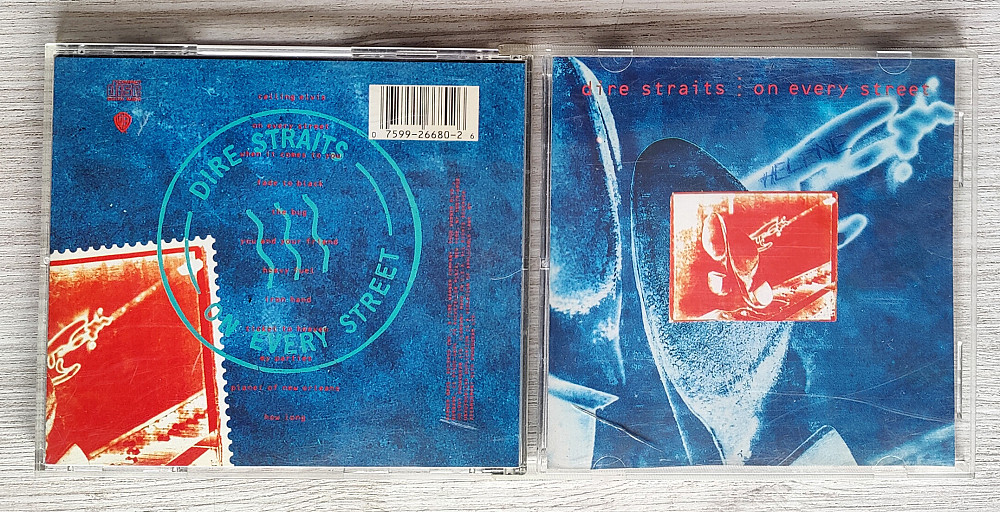 calling elvis
on every street
when it comes to you
fade to black
the bug
you and your friend
heavy fuel
iron hand
ticket to heaven
my parties
planet of new orleans
how long
DIRE STRAITS
ON EVERY STREET
0 7599-26680-2 6
dire straits : on every street
HELENE